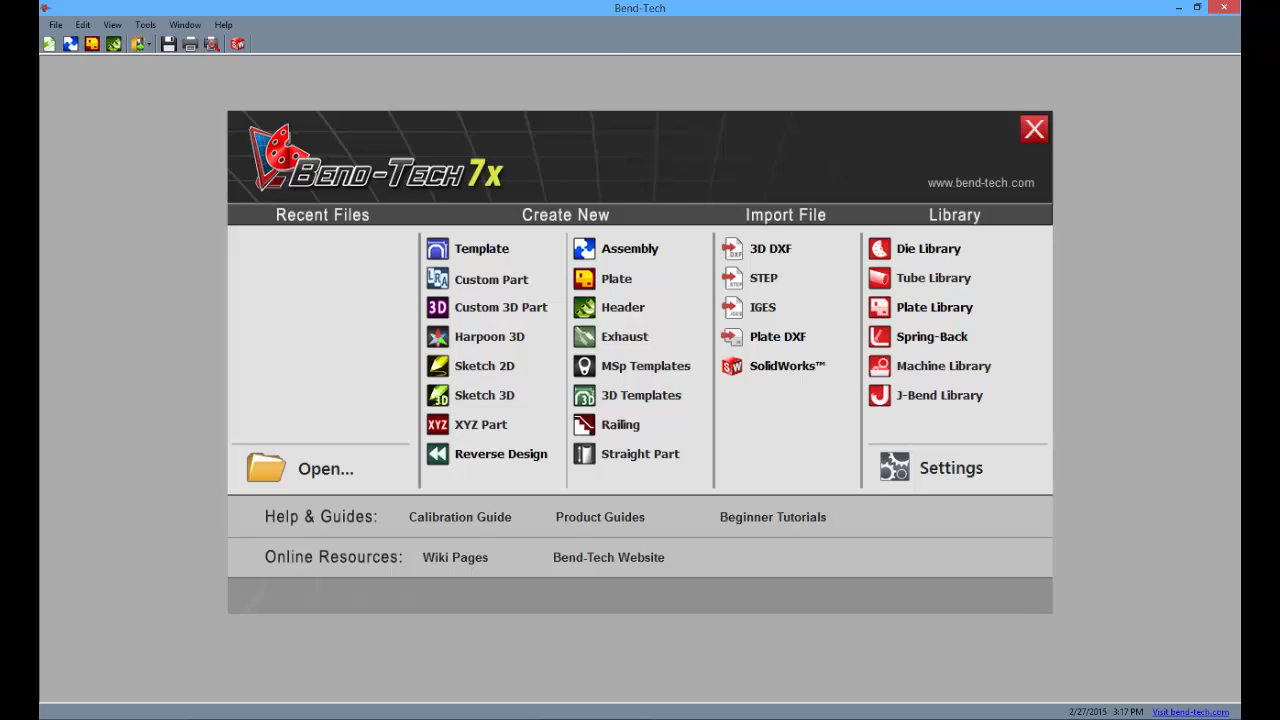 Bend-Tech
File Edit View Tools Window Help
BEND-TECH 7x
www.bend-tech.com
Recent Files Create New Import File Library
Template Assembly 3D DXF Die Library
Custom Part Plate STEP Tube Library
Custom 3D Part Header IGES Plate Library
Harpoon 3D Exhaust Plate DXF Spring-Back
Sketch 2D MSp Templates SolidWorks™ Machine Library
Sketch 3D 3D Templates J-Bend Library
XYZ Part Railing
Reverse Design Straight Part
Open... Settings
Help & Guides: Calibration Guide Product Guides Beginner Tutorials
Online Resources: Wiki Pages Bend-Tech Website
2/27/2015 3:17 PM Visit bend-tech.com